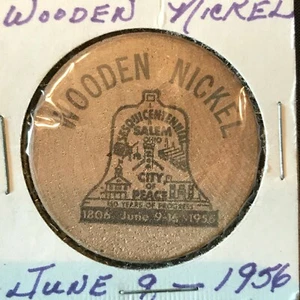 WOODEN NICKEL
WOODEN NICKEL
SESQUICENTENNIAL
SALEM
OHIO
CITY
OF
PEACE
150 YEARS OF PROGRESS
1806 June 9-16 1956
JUNE 9 - 1956